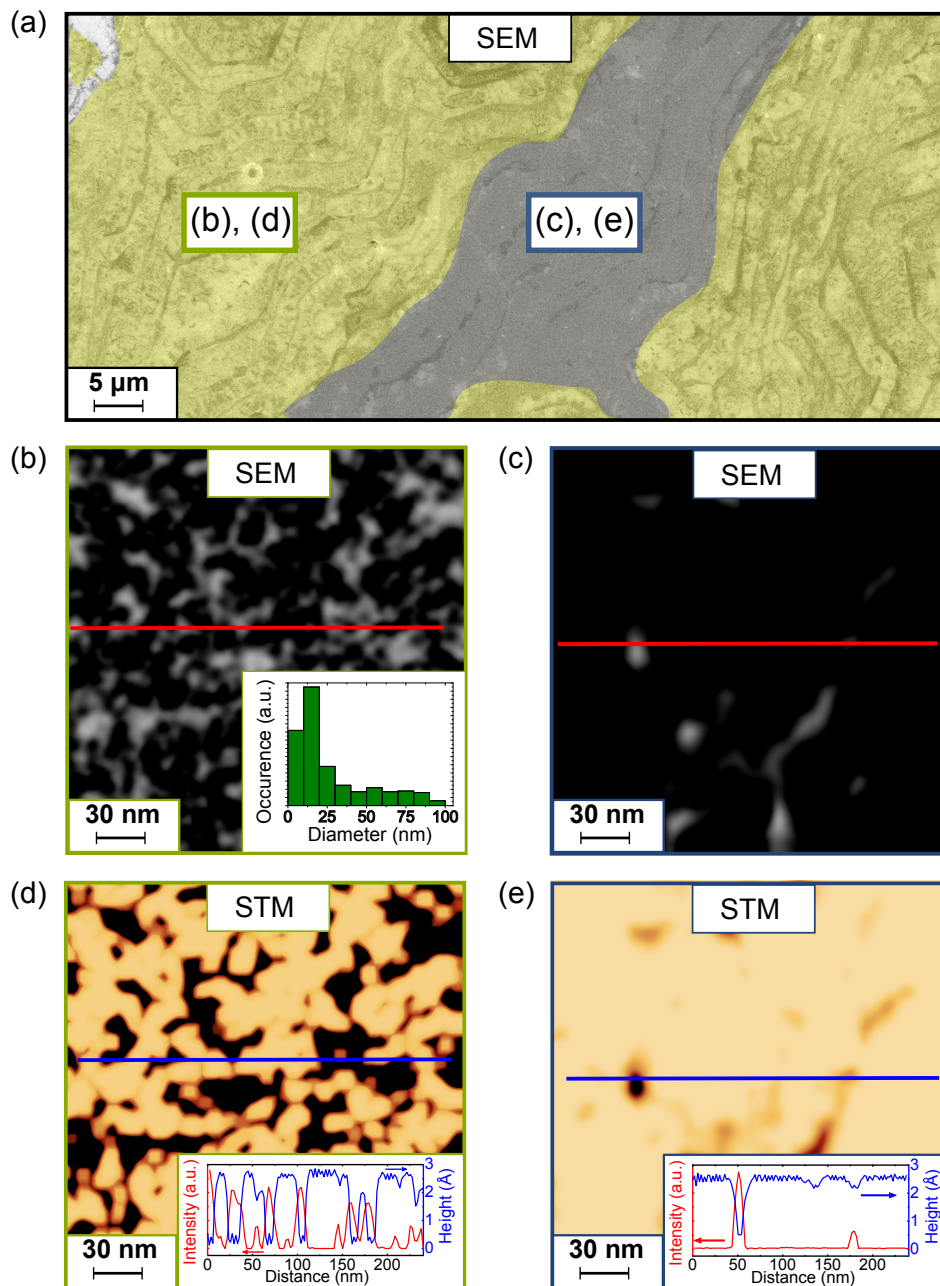 (a)
SEM
(b), (d)
(c), (e)
5 µm
(b)
SEM
Occurence (a.u.)
0 25 50 75 100
Diameter (nm)
30 nm
(c)
SEM
30 nm
(d)
STM
Intensity (a.u.)
3
2
1
0
Height (Å)
0 50 100 150 200
Distance (nm)
30 nm
(e)
STM
Intensity (a.u.)
3
2
1
0
Height (Å)
0 50 100 150 200
Distance (nm)
30 nm